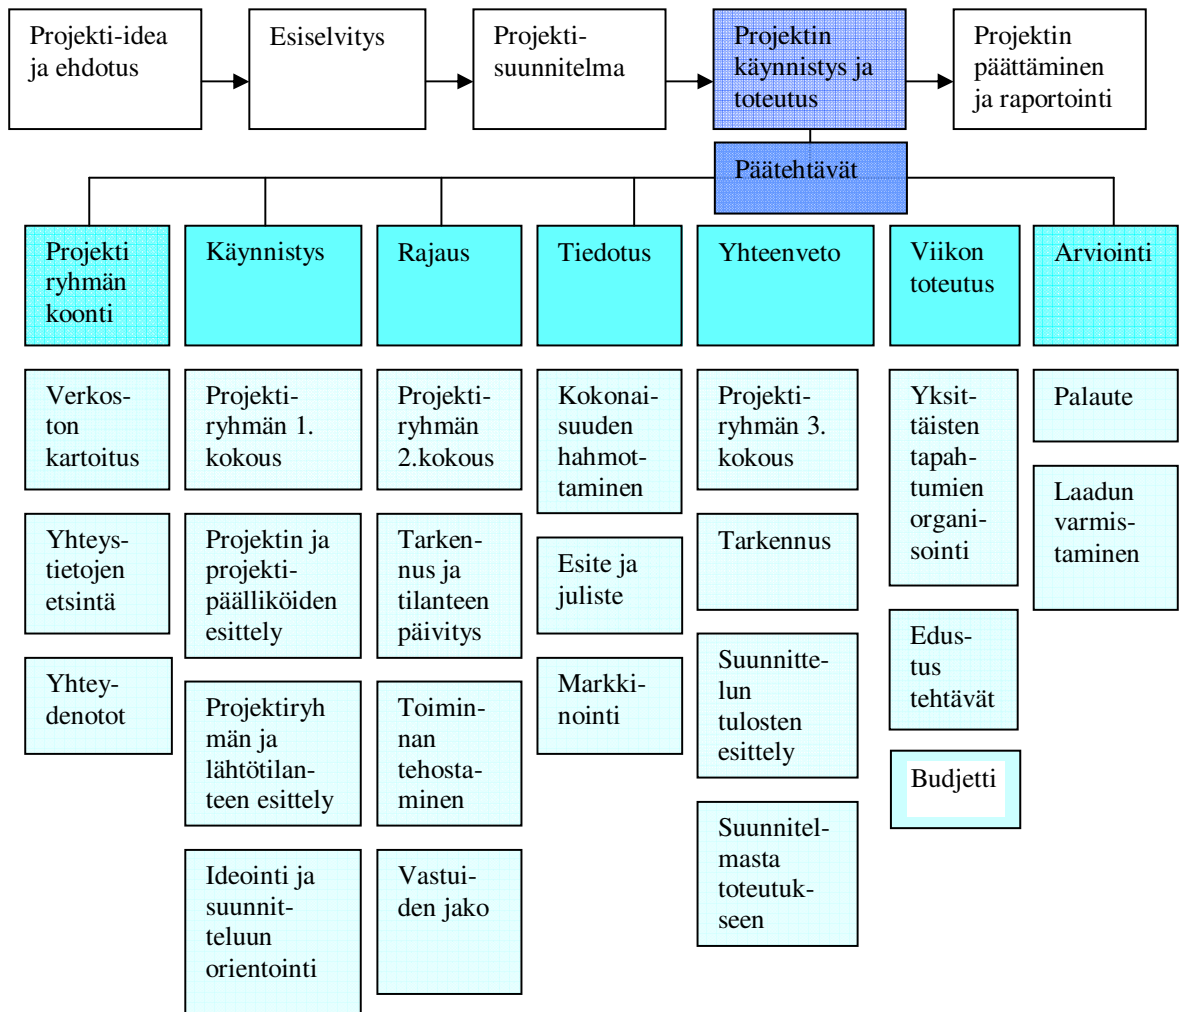 Projekti-idea
ja ehdotus
Esiselvitys
Projekti-
suunnitelma
Projektin
käynnistys ja
toteutus
Projektin
päättäminen
ja raportointi
Päätehtävät
Projekti
ryhmän
koonti
Käynnistys
Rajaus
Tiedotus
Yhteenveto
Viikon
toteutus
Arviointi
Verkos-
ton
kartoitus
Yhteys-
tietojen
etsintä
Yhtey-
denotot
Projekti-
ryhmän 1.
kokous
Projektin ja
projekti-
päälliköiden
esittely
Projektiryh
män ja
lähtötilan-
teen esittely
Ideointi ja
suunnit-
teluun
orientointi
Projekti-
ryhmän
2.kokous
Tarken-
nus ja
tilanteen
päivitys
Toimin-
nan
tehosta-
minen
Vastui-
den jako
Kokonai-
suuden
hahmot-
taminen
Esite ja
juliste
Markki-
nointi
Projekti-
ryhmän 3.
kokous
Tarkennus
Suunnitte-
lun
tulosten
esittely
Suunnitel-
masta
toteutuk-
seen
Yksit-
täisten
tapah-
tumien
organi-
sointi
Edus-
tus
tehtävät
Budjetti
Palaute
Laadun
varmis-
taminen